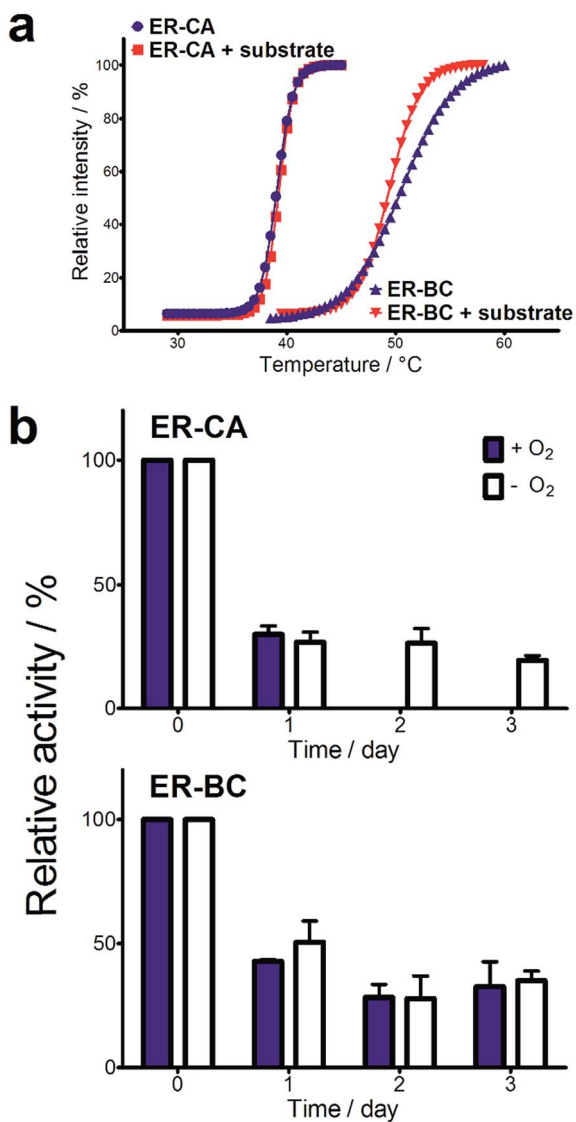 a
ER-CA
ER-CA + substrate
Relative intensity / %
100
80
60
40
20
0
ER-BC
ER-BC + substrate
30 40 50 60
Temperature / °C
b
ER-CA
+ O₂
- O₂
100
50
0
0 1 2 3
Time / day
Relative activity / %
ER-BC
100
50
0
0 1 2 3
Time / day